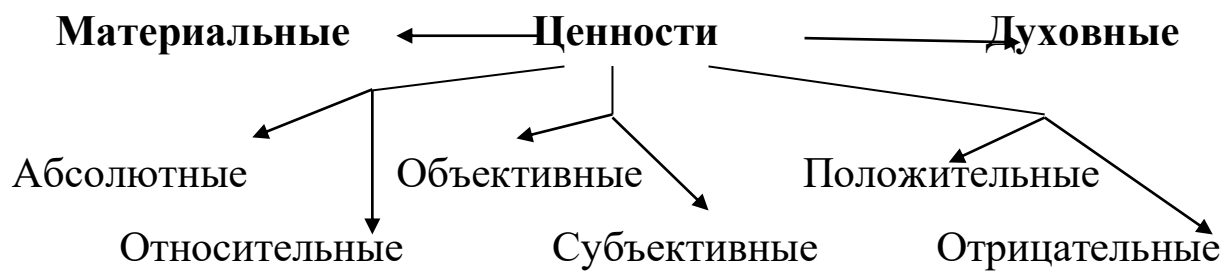 Материальные Ценности Духовные
Абсолютные Объективные Положительные
Относительные Субъективные Отрицательные